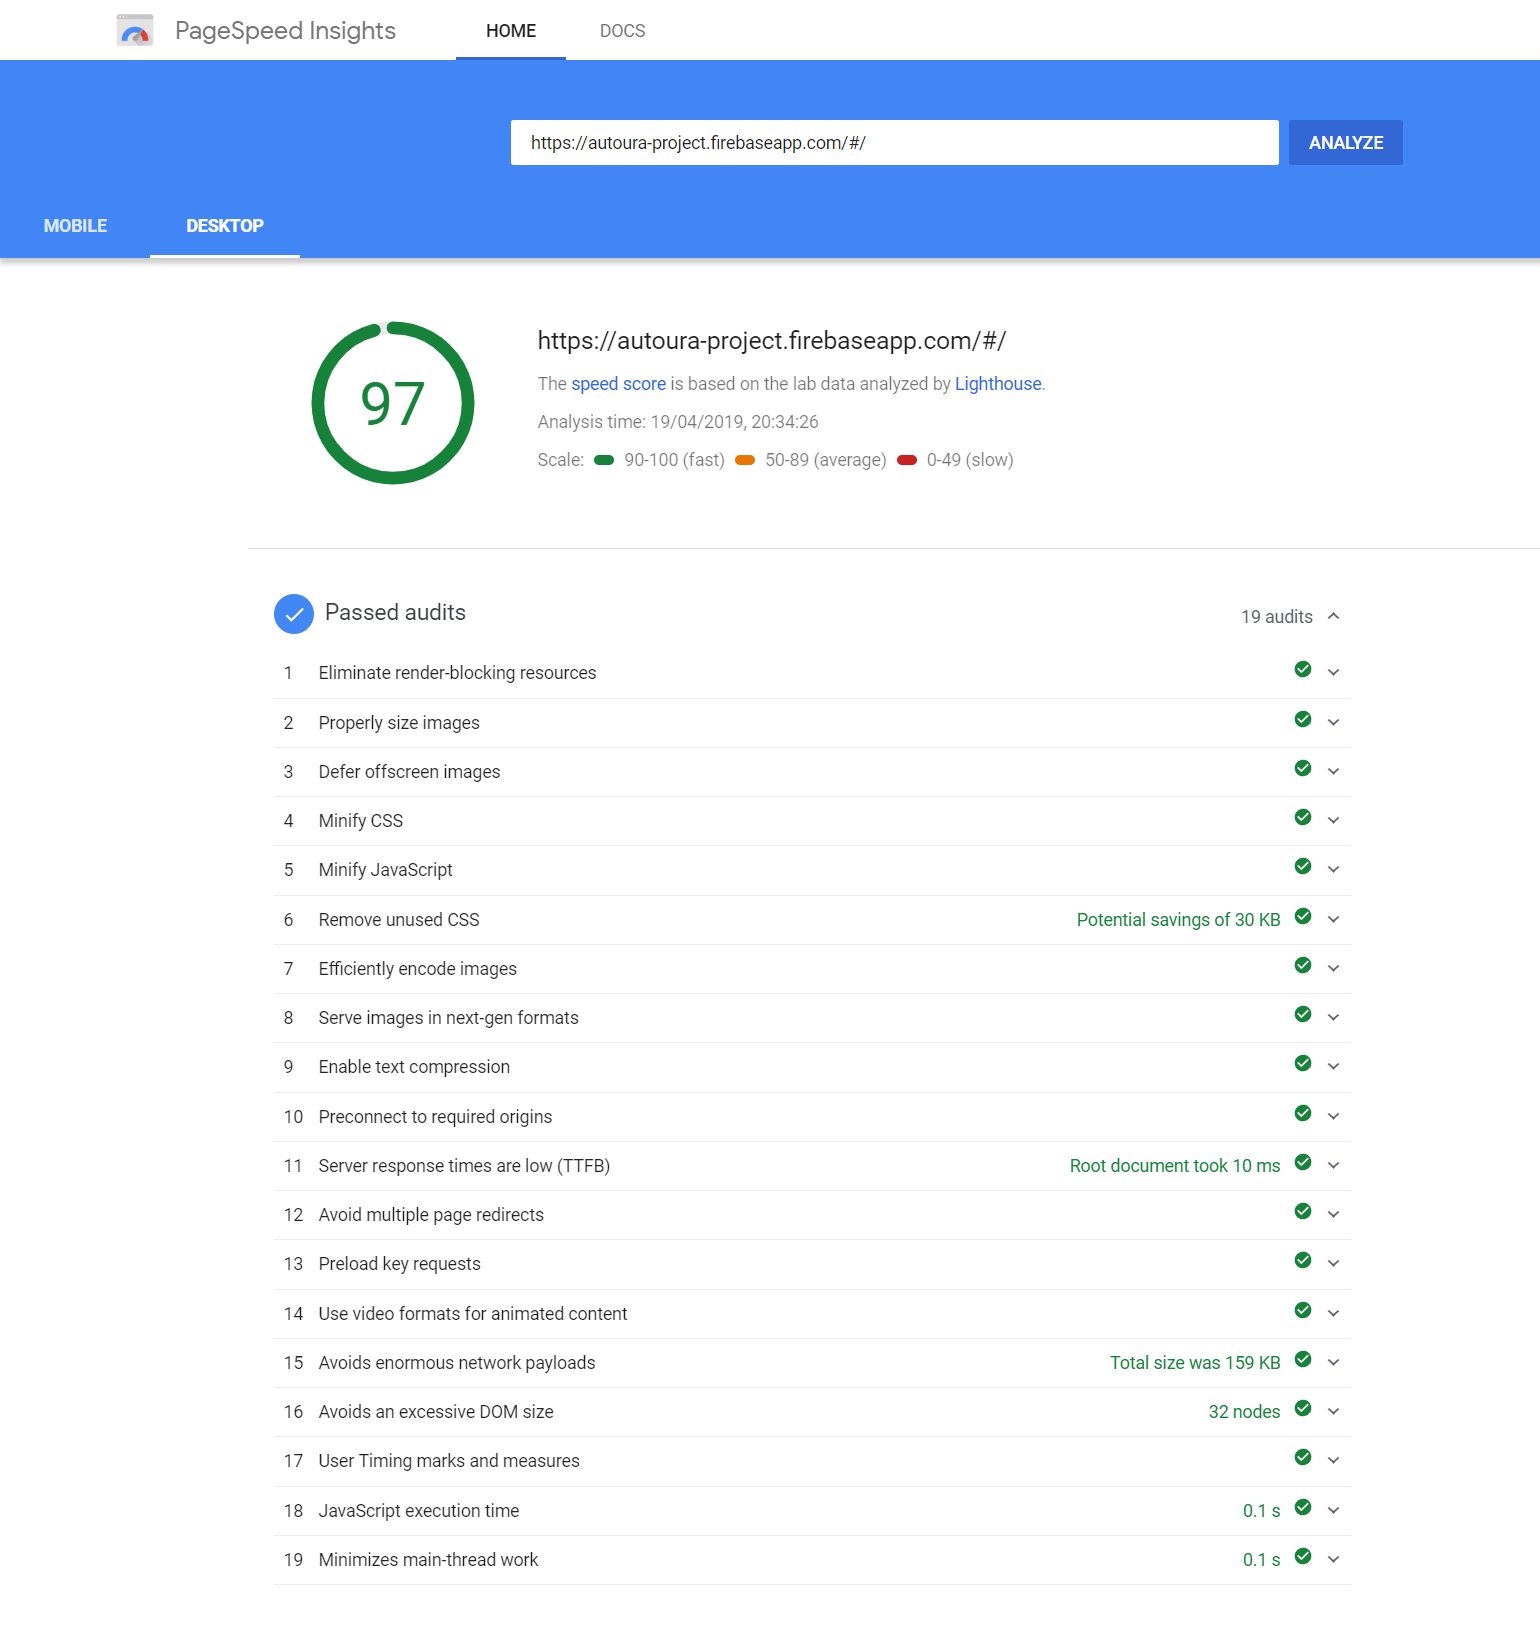 PageSpeed Insights HOME DOCS
https://autoura-project.firebaseapp.com/#/ ANALYZE
MOBILE DESKTOP
97
https://autoura-project.firebaseapp.com/#/
The speed score is based on the lab data analyzed by Lighthouse.
Analysis time: 19/04/2019, 20:34:26
Scale: 90-100 (fast) 50-89 (average) 0-49 (slow)
Passed audits 19 audits
1 Eliminate render-blocking resources
2 Properly size images
3 Defer offscreen images
4 Minify CSS
5 Minify JavaScript
6 Remove unused CSS Potential savings of 30 KB
7 Efficiently encode images
8 Serve images in next-gen formats
9 Enable text compression
10 Preconnect to required origins
11 Server response times are low (TTFB) Root document took 10 ms
12 Avoid multiple page redirects
13 Preload key requests
14 Use video formats for animated content
15 Avoids enormous network payloads Total size was 159 KB
16 Avoids an excessive DOM size 32 nodes
17 User Timing marks and measures
18 JavaScript execution time 0.1 s
19 Minimizes main-thread work 0.1 s